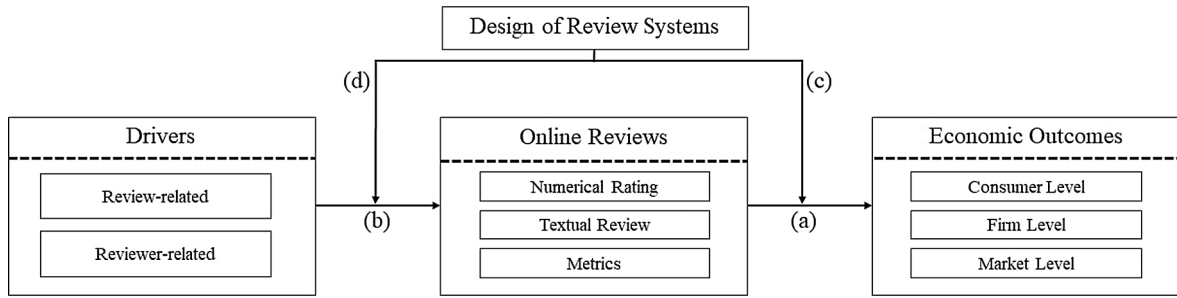 Design of Review Systems
(d)
(c)
Drivers
Review-related
Reviewer-related
(b)
Online Reviews
Numerical Rating
Textual Review
Metrics
(a)
Economic Outcomes
Consumer Level
Firm Level
Market Level